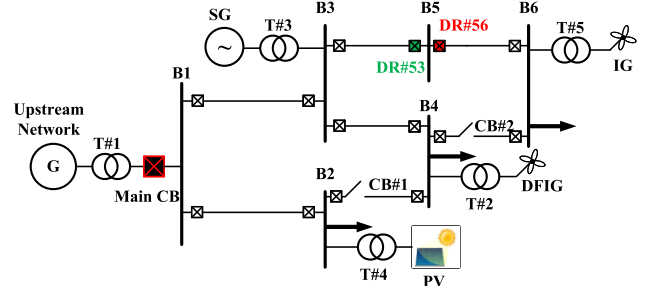 SG
T#3
B3
B5
B6
DR#56
T#5
~
DR#53
IG
B1
Upstream
Network
T#1
B4
CB#2
G
Main CB
B2
CB#1
DFIG
T#2
T#4
PV